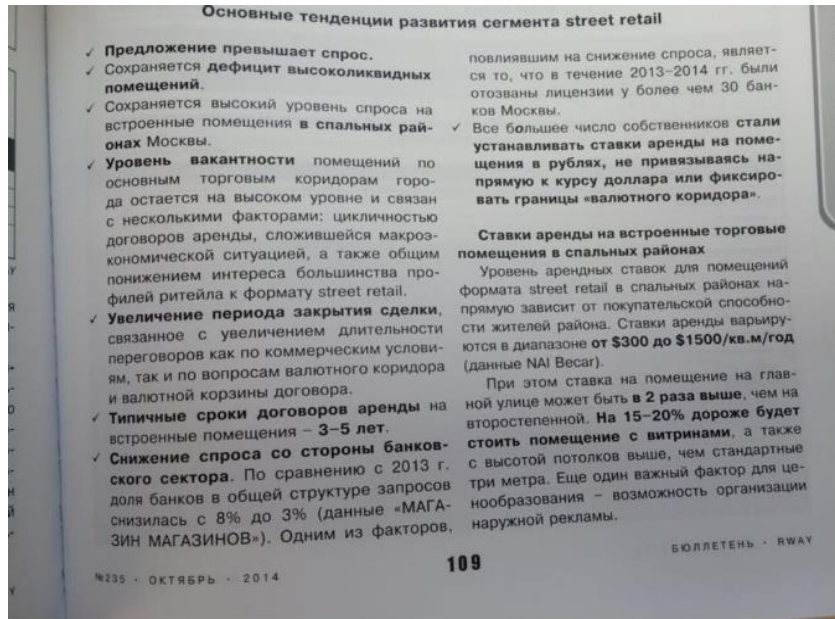 Основные тенденции развития сегмента street retail
✓ Предложение превышает спрос.
✓ Сохраняется дефицит высоколиквидных
помещений.
✓ Сохраняется высокий уровень спроса на
встроенные помещения в спальных рай-
онах Москвы.
✓ Уровень вакантности помещений по
основным торговым коридорам горо-
да остается на высоком уровне и связан
с несколькими факторами: цикличностью
договоров аренды, сложившейся макроэ-
кономической ситуацией, а также общим
понижением интереса большинства про-
филей ритейла к формату street retail.
✓ Увеличение периода закрытия сделки,
связанное с увеличением длительности
переговоров как по коммерческим услови-
ям, так и по вопросам валютного коридора
и валютной корзины договора.
✓ Типичные сроки договоров аренды на
встроенные помещения – 3–5 лет.
✓ Снижение спроса со стороны банков-
ского сектора. По сравнению с 2013 г.
доля банков в общей структуре запросов
снизилась с 8% до 3% (данные «МАГА-
ЗИН МАГАЗИНОВ»). Одним из факторов,
повлиявшим на снижение спроса, являет-
ся то, что в течение 2013–2014 гг. были
отозваны лицензии у более чем 30 бан-
ков Москвы.
✓ Все большее число собственников стали
устанавливать ставки аренды на поме-
щения в рублях, не привязываясь на-
прямую к курсу доллара или фиксиро-
вать границы «валютного коридора».
Ставки аренды на встроенные торговые
помещения в спальных районах
Уровень арендных ставок для помещений
формата street retail в спальных районах на-
прямую зависит от покупательской способно-
сти жителей района. Ставки аренды варьиру-
ются в диапазоне от $300 до $1500/кв.м/год
(данные NAI Becar).
При этом ставка на помещение на глав-
ной улице может быть в 2 раза выше, чем на
второстепенной. На 15–20% дороже будет
стоить помещение с витринами, а также
с высотой потолков выше, чем стандартные
три метра. Еще один важный фактор для це-
нообразования – возможность организации
наружной рекламы.
№235 · ОКТЯБРЬ · 2014
109
БЮЛЛЕТЕНЬ · RWAY